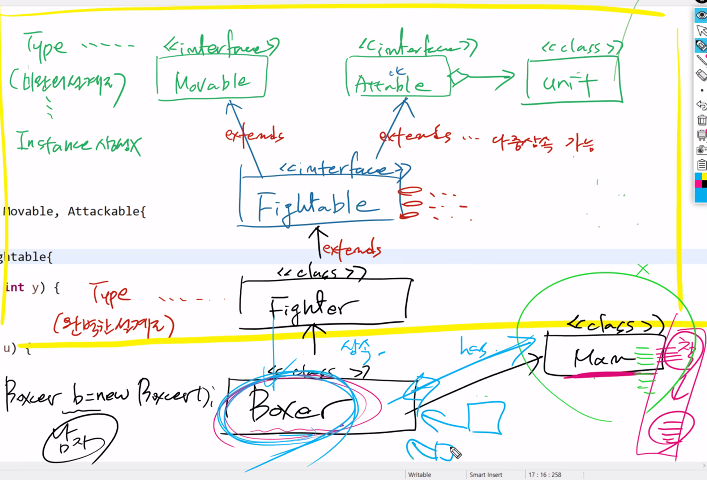 Type ......
<<interface>>
<<interface>>
<<class>>
Movable
Attackable
unit
(미완의설계도)
Instance 생성X
extends
extends ... 다중상속 가능
<<interface>>
Fightable
Movable, Attackable{
extends
ghtable{
<<class>>
int y) {
Type ......
Fighter
(완벽한설계도)
<<class>>
u) {
상속
has
Man
<<class>>
Boxer b=new Boxer();
Boxer
남자
Writable
Smart Insert
17 : 16 : 258